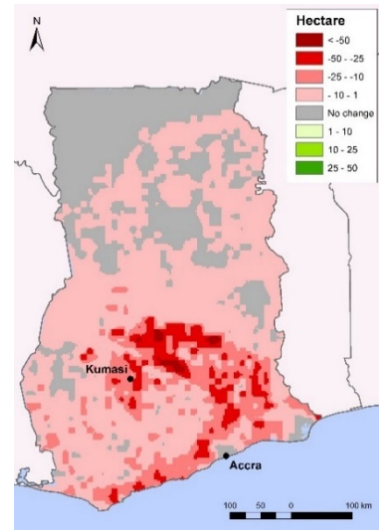 N
Hectare
< -50
-50 - -25
-25 - -10
- 10 - 1
No change
1 - 10
10 - 25
25 - 50
Kumasi
Accra
100 50 0 100 km